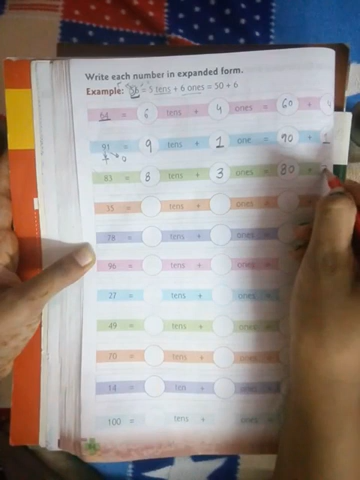 Write each number in expanded form.
Example: 56 = 5 tens + 6 ones = 50 + 6
64 = 6 tens + 4 ones = 60 + 4
91 = 9 tens + 1 one = 90 + 1
83 = 8 tens + 3 ones = 80 +
35 = tens + ones =
78 = tens + ones =
96 = tens + ones =
27 = tens + ones
49 = tens + ones
70 = tens + ones
14 = ten + ones
100 = tens + ones